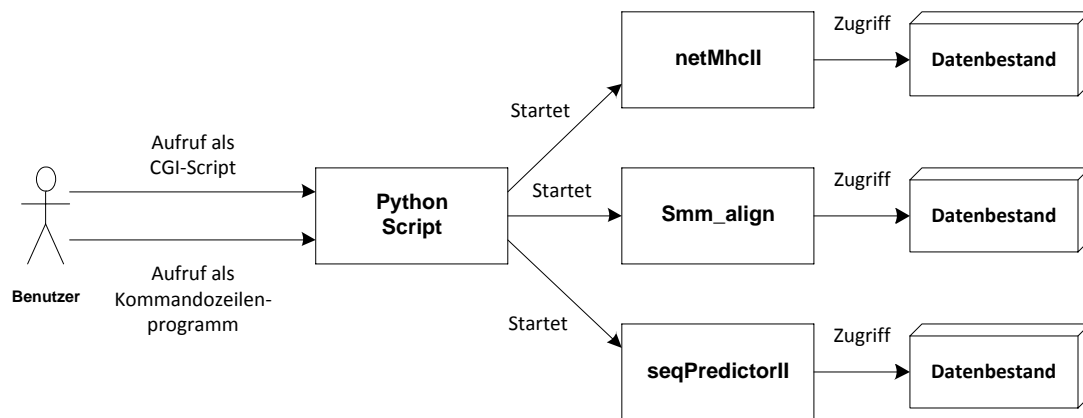 Aufruf als
CGI-Script
Benutzer
Aufruf als
Kommandozeilen-
programm
Python
Script
Startet
netMhcII
Zugriff
Datenbestand
Startet
Smm_align
Zugriff
Datenbestand
Startet
seqPredictorII
Zugriff
Datenbestand